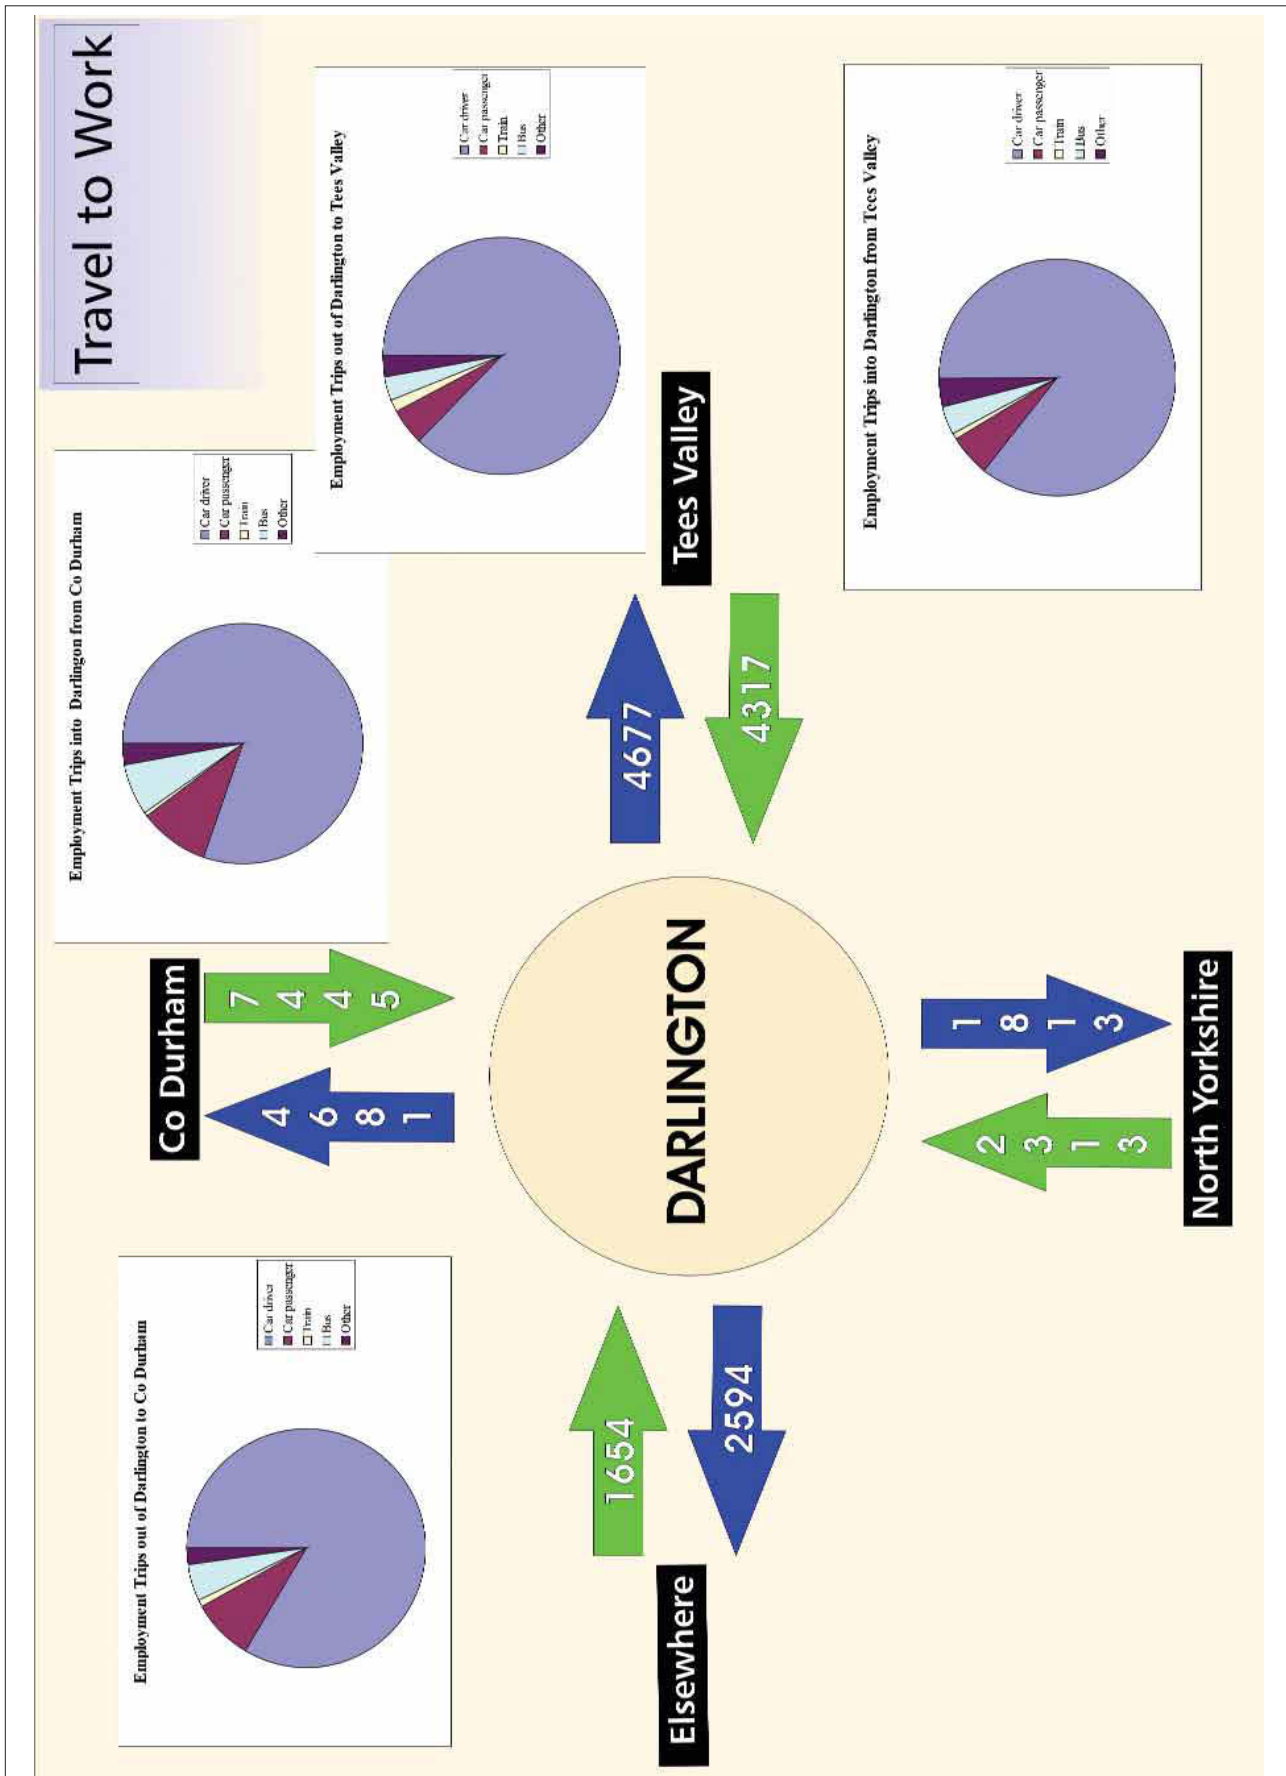 Travel to Work
Employment Trips out of Darlington to Co Durham
Car driver
Car passenger
Train
Bus
Other
Co Durham
4681
7445
Employment Trips into Darlingon from Co Durham
Car driver
Car passenger
Train
Bus
Other
Employment Trips out of Darlington to Tees Valley
Car driver
Car passenger
Train
Bus
Other
Elsewhere
1654
2594
DARLINGTON
4677
4317
Tees Valley
2313
1813
North Yorkshire
Employment Trips into Darlington from Tees Valley
Car driver
Car passenger
Train
Bus
Other